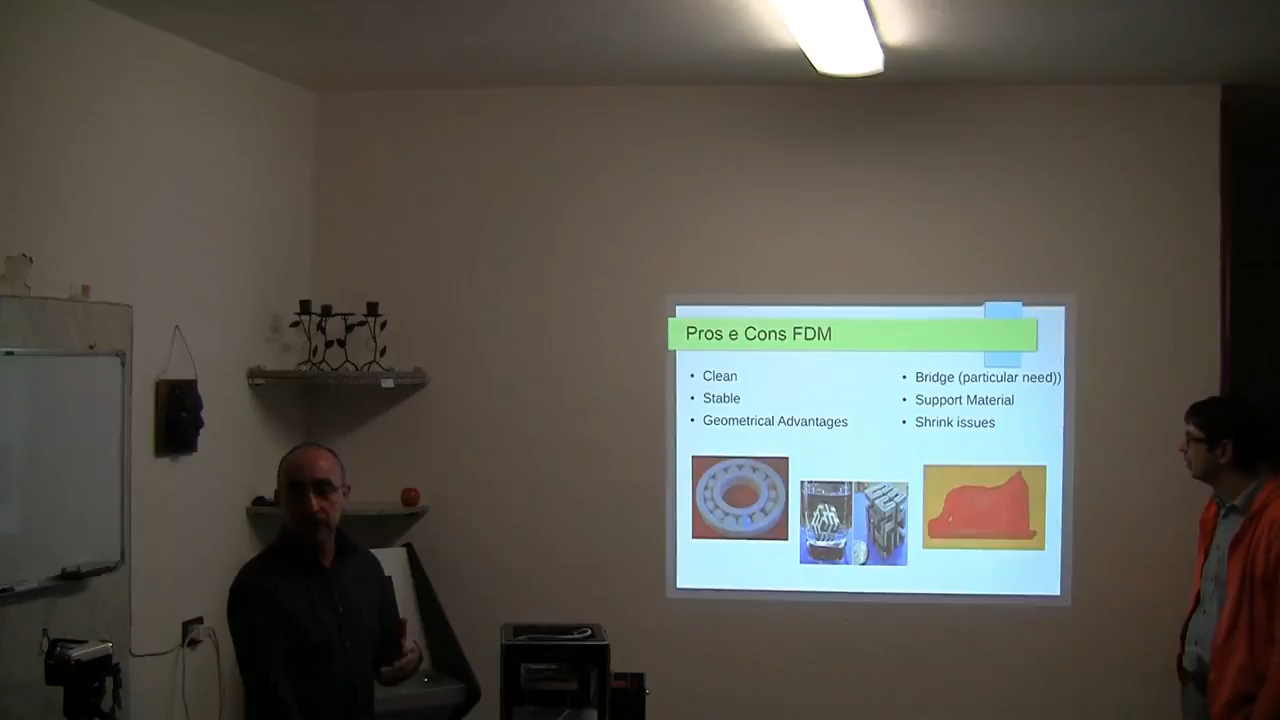 Pros e Cons FDM
• Clean
• Stable
• Geometrical Advantages
• Bridge (particular need))
• Support Material
• Shrink issues